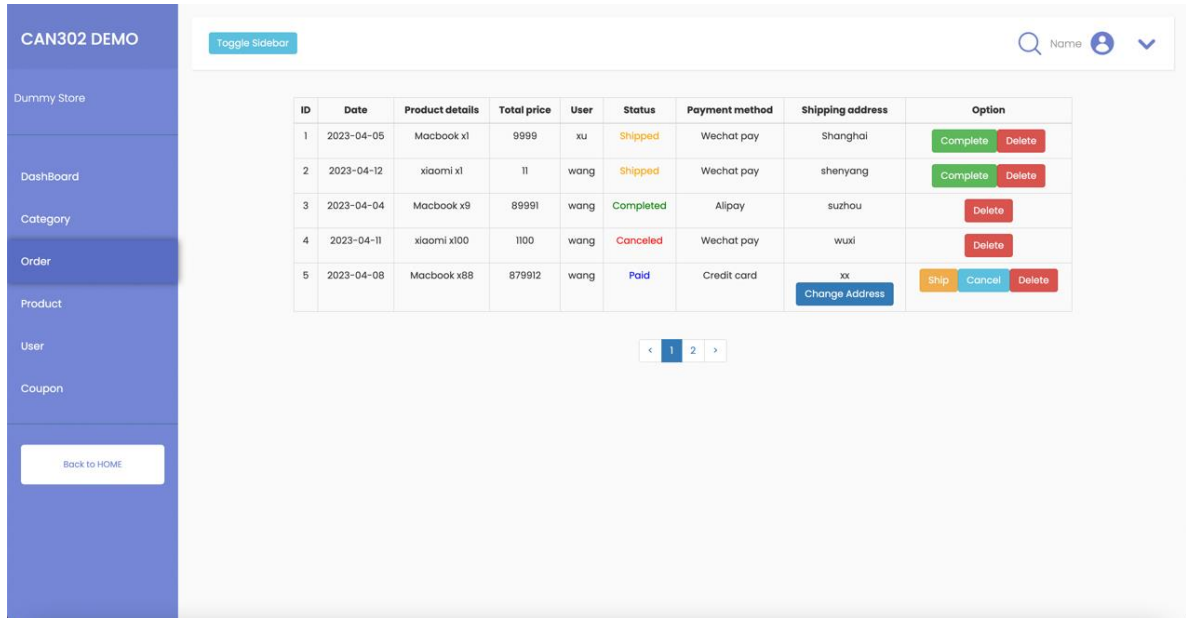 CAN302 DEMO
Toggle Sidebar
Name
Dummy Store
DashBoard
Category
Order
Product
User
Coupon
Back to HOME
ID Date Product details Total price User Status Payment method Shipping address Option
1 2023-04-05 Macbook x1 9999 xu Shipped Wechat pay Shanghai Complete Delete
2 2023-04-12 xiaomi x1 11 wang Shipped Wechat pay shenyang Complete Delete
3 2023-04-04 Macbook x9 89991 wang Completed Alipay suzhou Delete
4 2023-04-11 xiaomi x100 1100 wang Canceled Wechat pay wuxi Delete
5 2023-04-08 Macbook x88 879912 wang Paid Credit card xx Ship Cancel Delete
Change Address
< 1 2 >